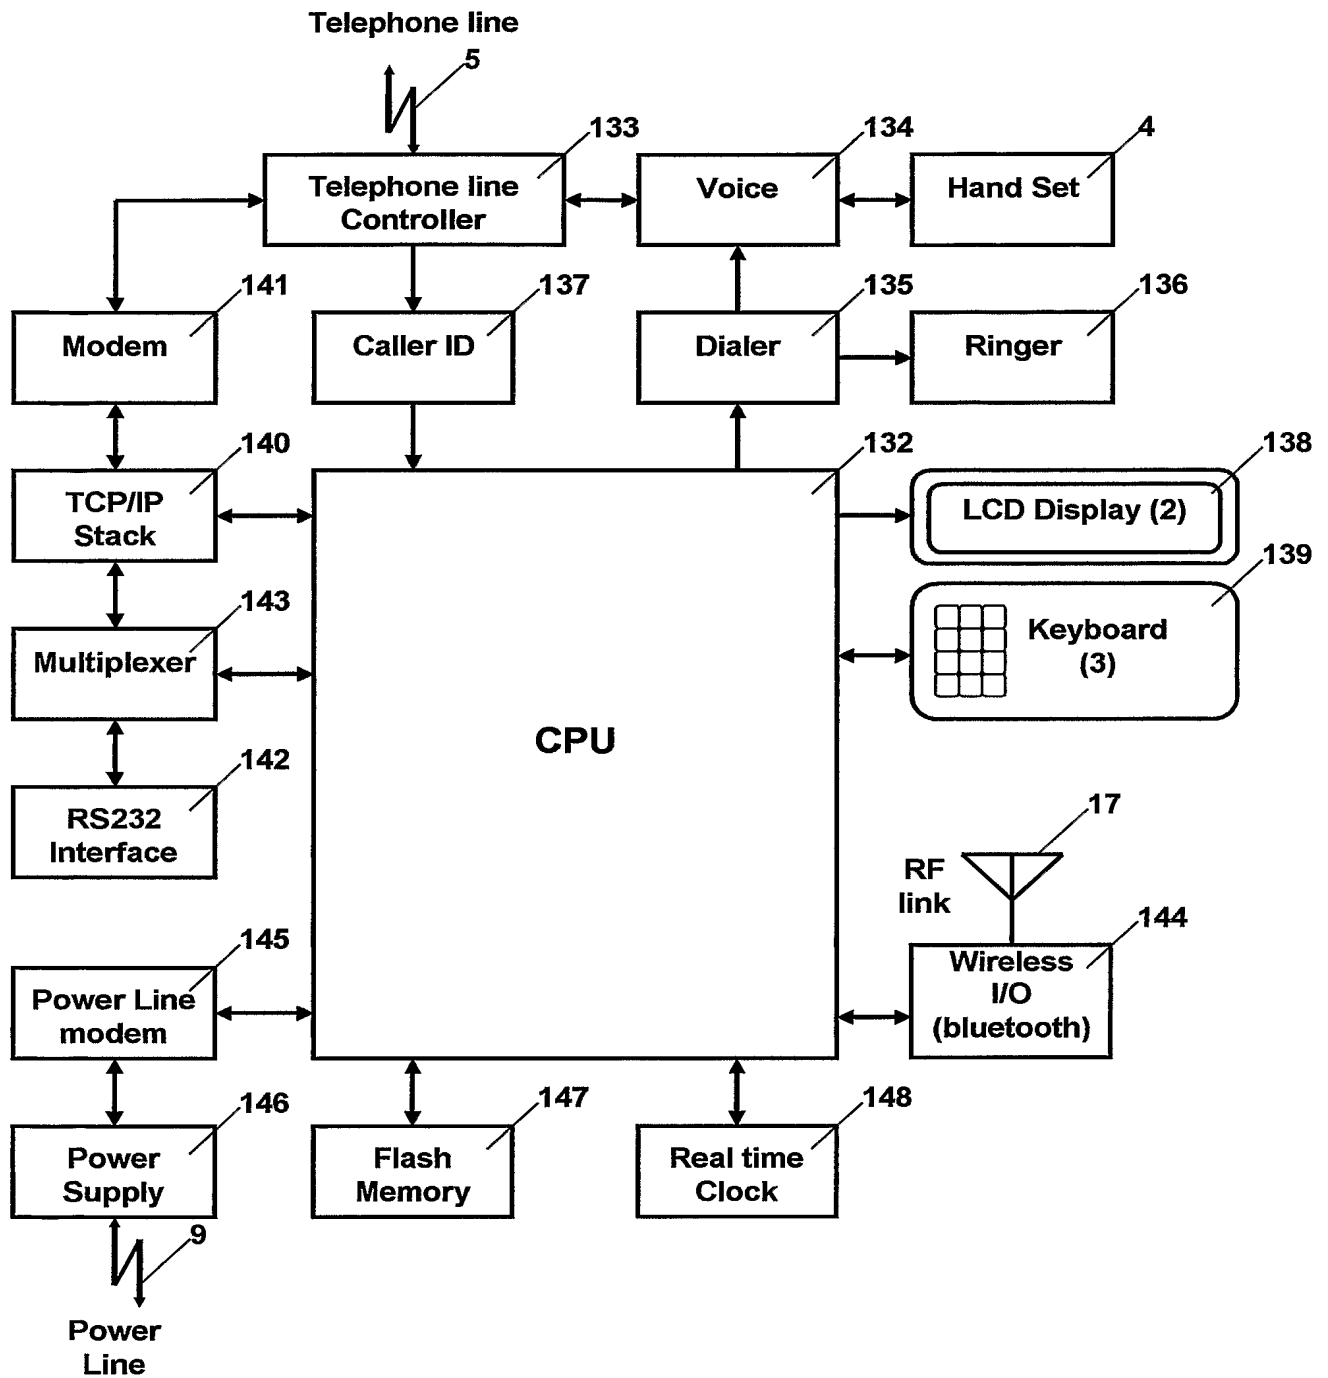 Telephone line
5
133
134
4
Telephone line
Controller
Voice
Hand Set
141
137
135
136
Modem
Caller ID
Dialer
Ringer
140
132
138
TCP/IP
Stack
LCD Display (2)
139
143
Multiplexer
Keyboard
(3)
CPU
142
RS232
Interface
17
RF
link
144
145
Power Line
modem
Wireless
I/O
(bluetooth)
146
147
148
Power
Supply
Flash
Memory
Real time
Clock
9
Power
Line